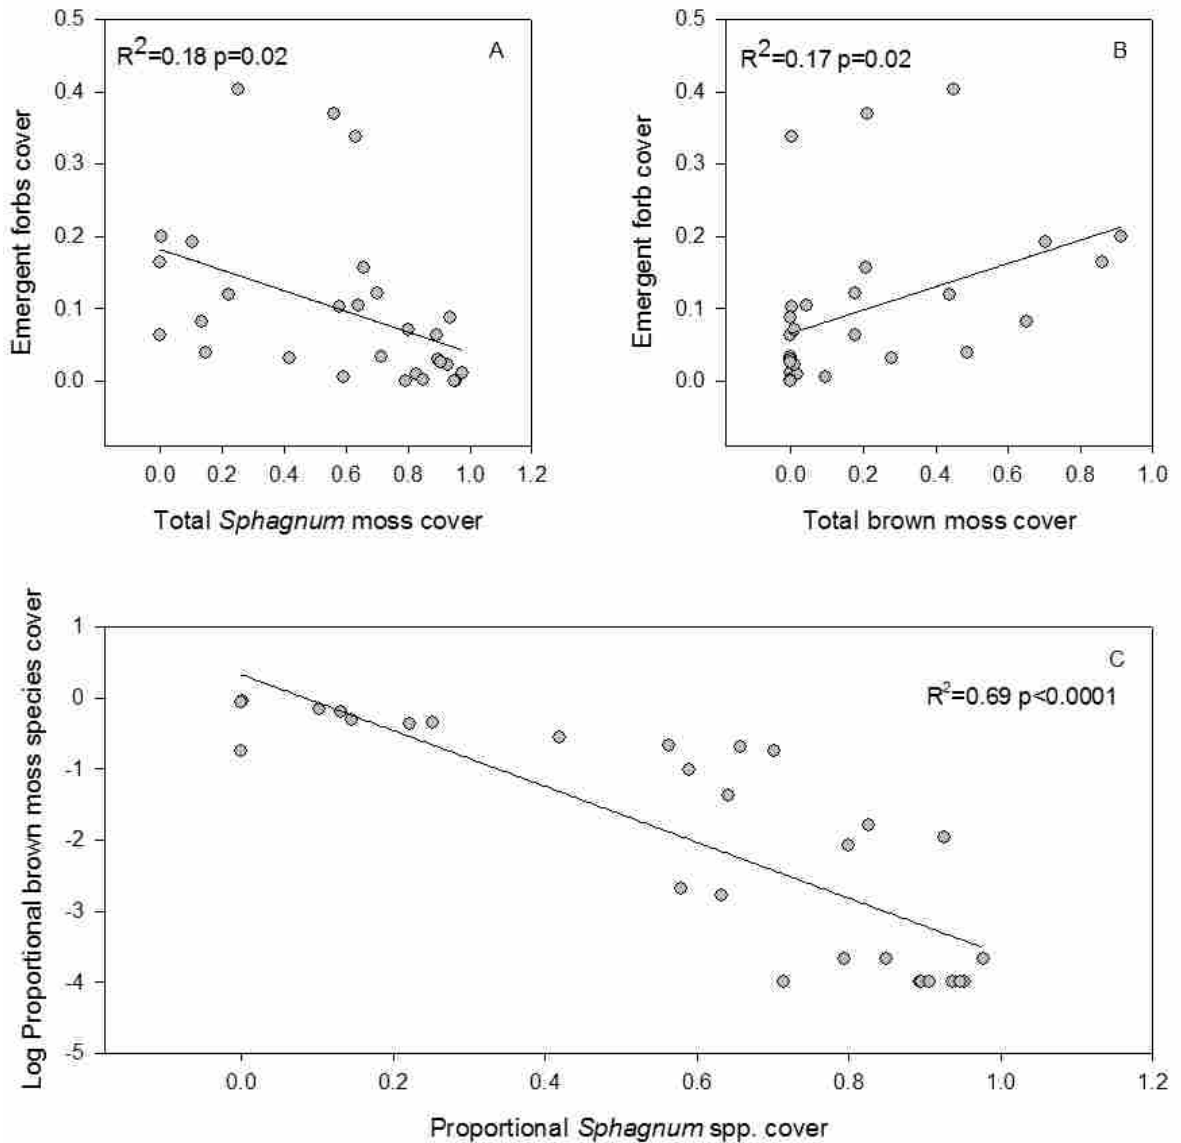 0.5
0.4
0.3
0.2
0.1
0.0
Emergent forbs cover
R²=0.18 p=0.02
A
0.0 0.2 0.4 0.6 0.8 1.0 1.2
Total Sphagnum moss cover
0.5
0.4
0.3
0.2
0.1
0.0
Emergent forb cover
R²=0.17 p=0.02
B
0.0 0.2 0.4 0.6 0.8 1.0
Total brown moss cover
1
0
-1
-2
-3
-4
-5
Log Proportional brown moss species cover
C
R²=0.69 p<0.0001
0.0 0.2 0.4 0.6 0.8 1.0 1.2
Proportional Sphagnum spp. cover